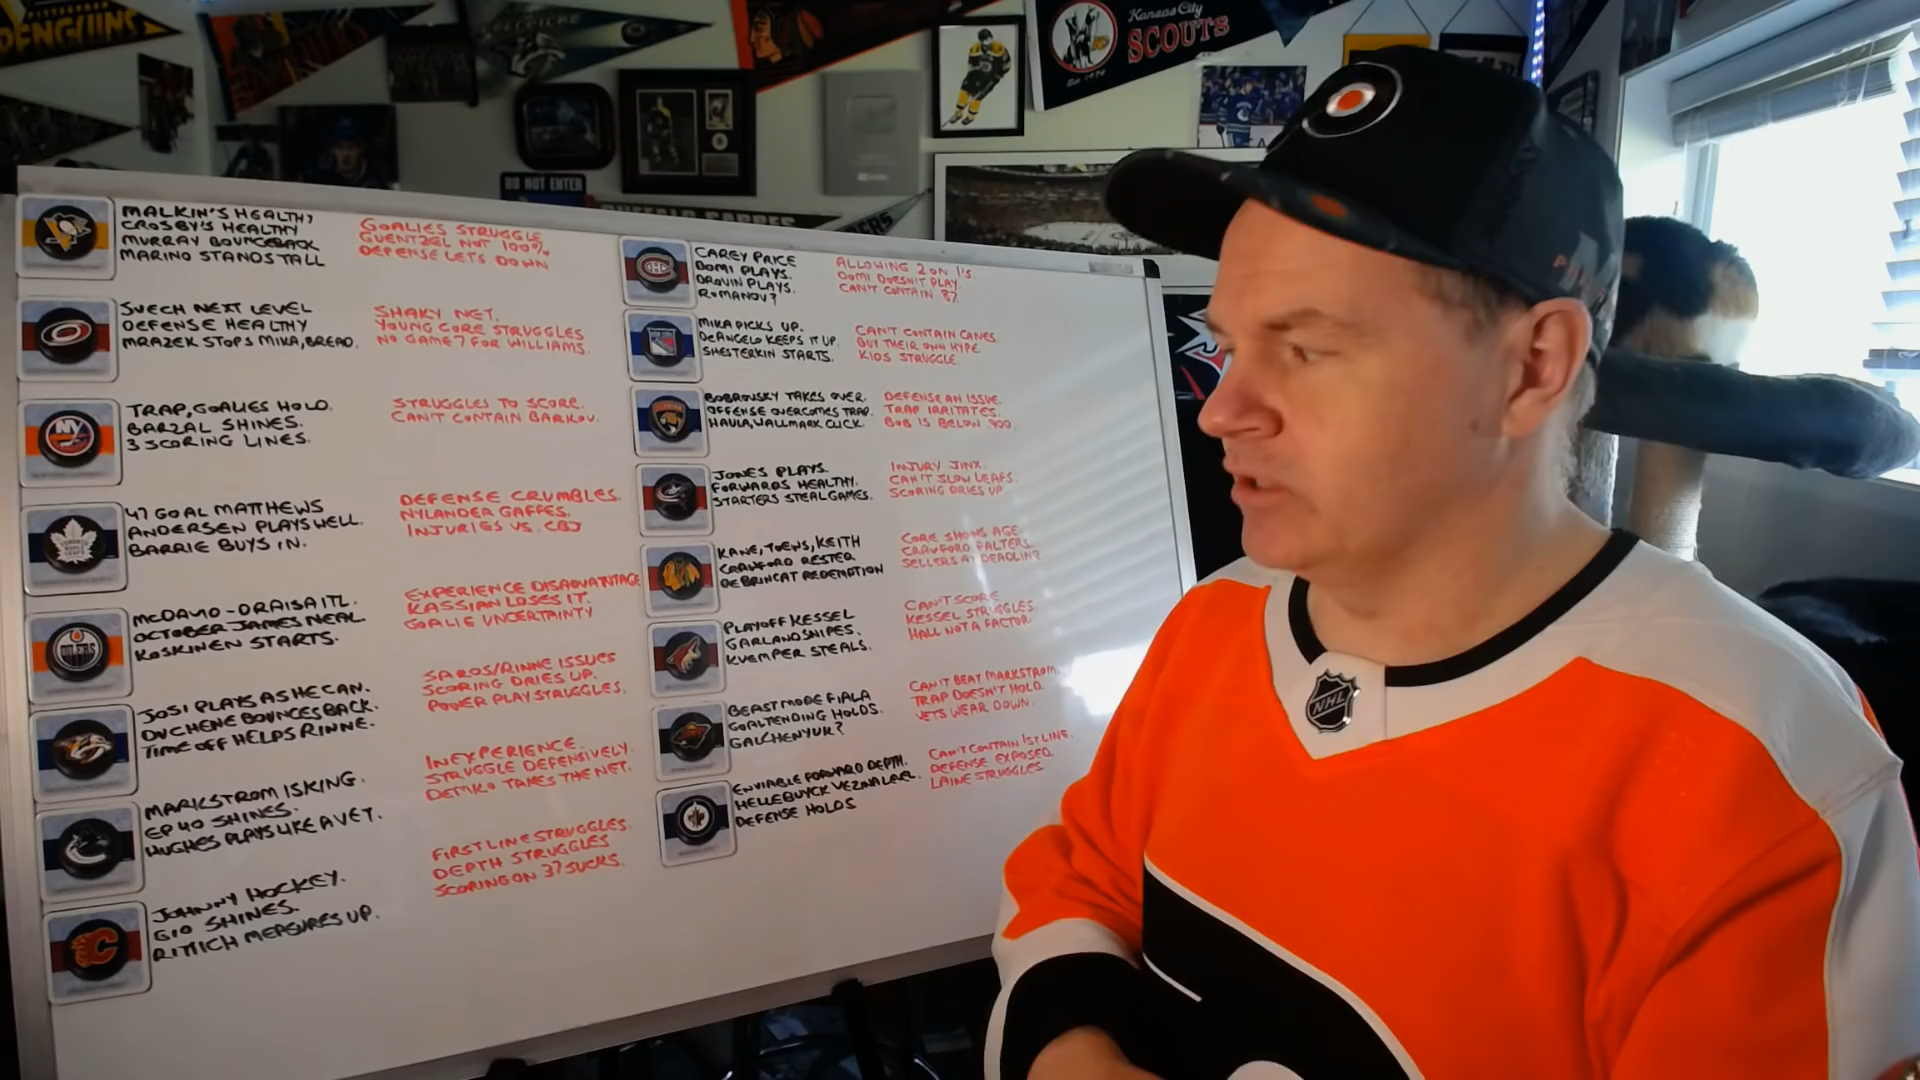 PENGUINS
Kansas City
SCOUTS
DO NOT ENTER
BUFFALO SABRES
MALKIN'S HEALTHY
CROSBY'S HEALTHY
MURRAY BOUNCEBACK
MARINO STANDS TALL
GOALIES STRUGGLE
GUENTZEL NOT 100%
DEFENSE LETS DOWN
SVECH NEXT LEVEL
DEFENSE HEALTHY
MRAZEK STOPS MIKA, BREAD.
SHAKY NET.
YOUNG CORE STRUGGLES
NO GAME 7 FOR WILLIAMS.
NY
TRAP, GOALIES HOLD.
BARZAL SHINES.
3 SCORING LINES.
STRUGGLES TO SCORE.
CAN'T CONTAIN BARKOV.
TORONTO
MAPLE
LEAFS
47 GOAL MATTHEWS
ANDERSEN PLAYS WELL.
BARRIE BUYS IN.
DEFENSE CRUMBLES.
NYLANDER GAFFES.
INJURIES VS. CBJ
OILERS
MCDAVID-DRAISAITL.
OCTOBER JAMES NEAL
KOSKINEN STARTS.
EXPERIENCE DISADVANTAGE
KASSIAN LOSES IT.
GOALIE UNCERTAINTY
JOSI PLAYS AS HE CAN.
DUCHENE BOUNCES BACK.
TIME OFF HELPS RINNE.
SAROS/RINNE ISSUES
SCORING DRIES UP.
POWER PLAY STRUGGLES.
MARKSTROM IS KING.
EP40 SHINES.
HUGHES PLAYS LIKE A VET.
INEXPERIENCE.
STRUGGLE DEFENSIVELY.
DEMKO TAKES THE NET.
JOHNNY HOCKEY.
GIO SHINES.
RITTICH MEASURES UP.
FIRST LINE STRUGGLES.
DEPTH STRUGGLES
SCORING ON 37 SUCKS.
CAREY PRICE
DOMI PLAYS.
DROUIN PLAYS.
ROMANOV?
ALLOWING 2 ON 1'S.
DOMI DOESN'T PLAY.
CAN'T CONTAIN 87
MIKA PICKS UP.
DEANGELO KEEPS IT UP.
SHESTERKIN STARTS.
CAN'T CONTAIN CANES.
BUY THEIR OWN HYPE
KIDS STRUGGLE.
BOBROVSKY TAKES OVER.
OFFENSE OVERCOMES TRAP.
HAULA, WALLMARK CLICK.
DEFENSE AN ISSUE.
TRAP IRRITATES.
BOB IS BELOW .900.
JONES PLAYS.
FORWARDS HEALTHY.
STARTERS STEAL GAMES.
INJURY JINX.
CAN'T SLOW LEAFS.
SCORING DRIES UP.
KANE, TOEWS, KEITH
CRAWFORD RESTED.
DEBRINCAT REDEMPTION
CORE SHOWS AGE.
CRAWFORD FALTERS.
SELLERS AT DEADLINE?
PLAYOFF KESSEL
GARLAND SNIPES.
KUEMPER STEALS.
CAN'T SCORE
KESSEL STRUGGLES.
HALL NOT A FACTOR.
BEAST MODE FIALA
GOALTENDING HOLDS.
GALCHENYUK?
CAN'T BEAT MARKSTROM.
TRAP DOESN'T HOLD.
VETS WEAR DOWN.
ENVIABLE FORWARD DEPTH.
HELLEBUYCK VEZINA LEVEL.
DEFENSE HOLDS
CAN'T CONTAIN 1ST LINE.
DEFENSE EXPOSED.
LAINE STRUGGLES.
NHL